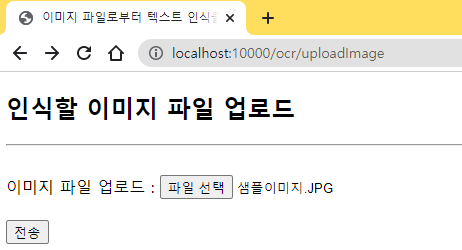 이미지 파일로부터 텍스트 인식
localhost:10000/ocr/uploadImage
인식할 이미지 파일 업로드
이미지 파일 업로드 : 파일 선택 샘플이미지.JPG
전송